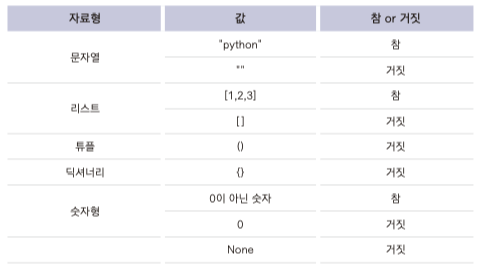 자료형 값 참 or 거짓
문자열 "python" 참
"" 거짓
리스트 [1,2,3] 참
[ ] 거짓
튜플 () 거짓
딕셔너리 {} 거짓
숫자형 0이 아닌 숫자 참
0 거짓
None 거짓